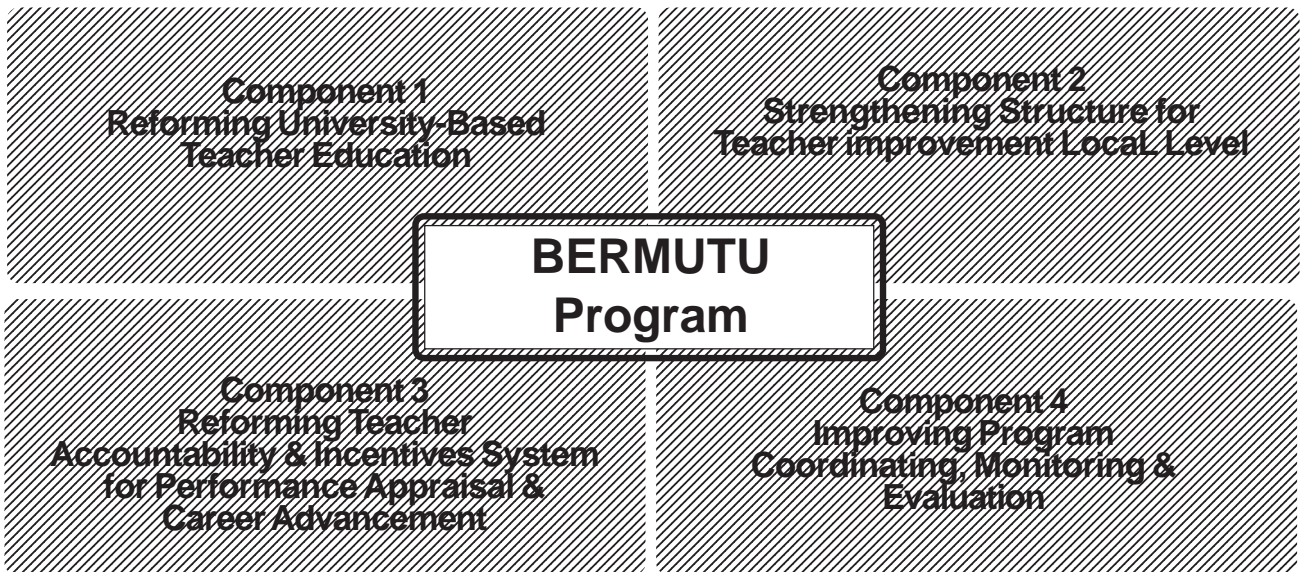 Component 1
Reforming University-Based
Teacher Education
Component 2
Strengthening Structure for
Teacher improvement LocaL Level
BERMUTU
Program
Component 3
Reforming Teacher
Accountability & Incentives System
for Performance Appraisal &
Career Advancement
Component 4
Improving Program
Coordinating, Monitoring &
Evaluation